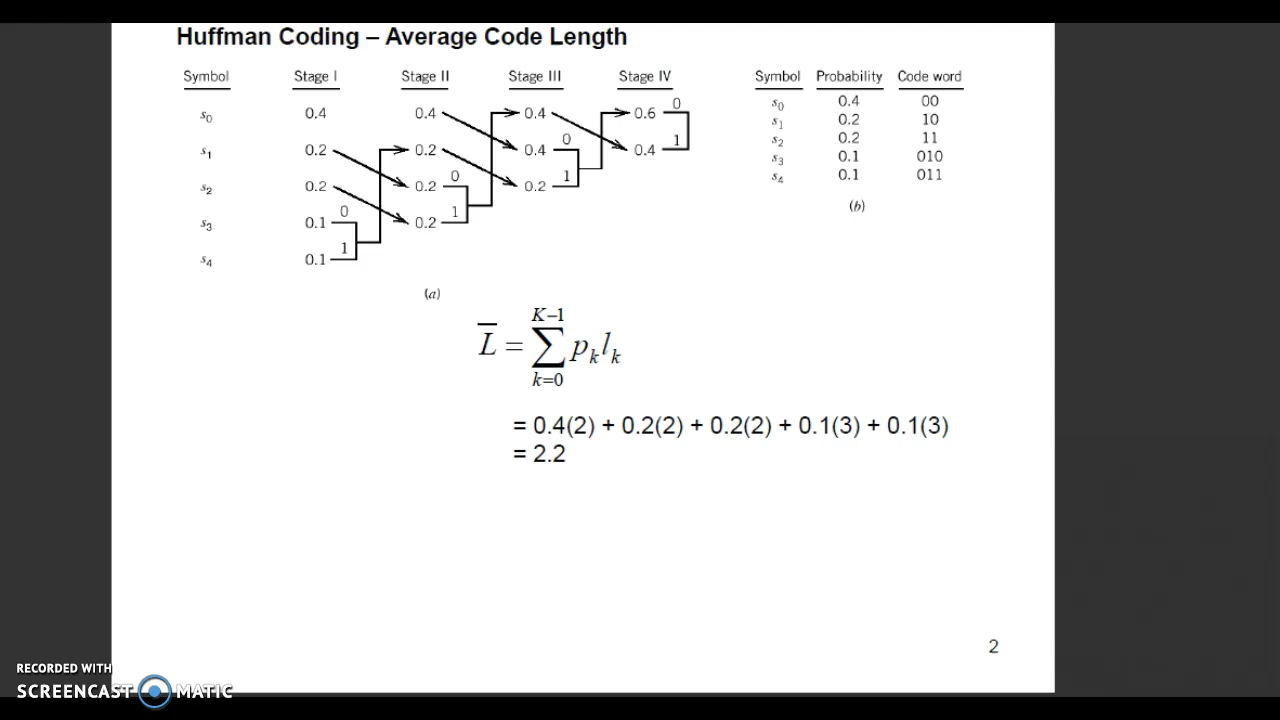 Huffman Coding – Average Code Length
Symbol Stage I Stage II Stage III Stage IV
s0 0.4 0.4 0.4 0.6 0
s1 0.2 0.2 0.4 0 0.4 1
s2 0.2 0.2 0 0.2 1
s3 0.1 0 0.2 1
s4 0.1 1
(a)
Symbol Probability Code word
s0 0.4 00
s1 0.2 10
s2 0.2 11
s3 0.1 010
s4 0.1 011
(b)
L̅ = ∑_{k=0}^{K−1} p_k l_k
= 0.4(2) + 0.2(2) + 0.2(2) + 0.1(3) + 0.1(3)
= 2.2
2
RECORDED WITH
SCREENCAST MATIC